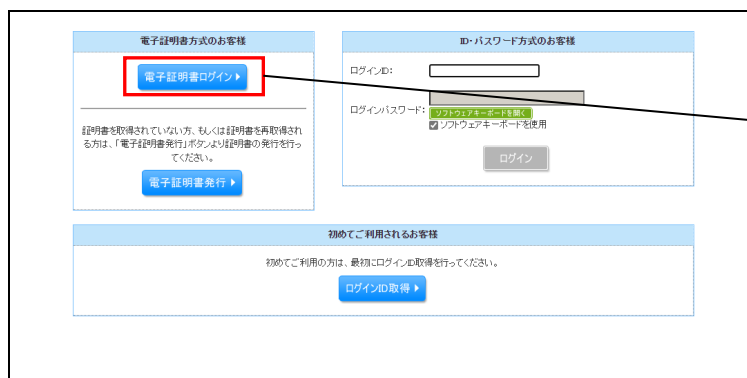 電子証明書方式のお客様
電子証明書ログイン
証明書を取得されていない方、もしくは証明書を再取得され
る方は、「電子証明書発行」ボタンより証明書の発行を行っ
てください。
電子証明書発行
ID・パスワード方式のお客様
ログインID:
ログインパスワード:
ソフトウェアキーボードを開く
ソフトウェアキーボードを使用
ログイン
初めてご利用されるお客様
初めてご利用の方は、最初にログインID取得を行ってください。
ログインID取得